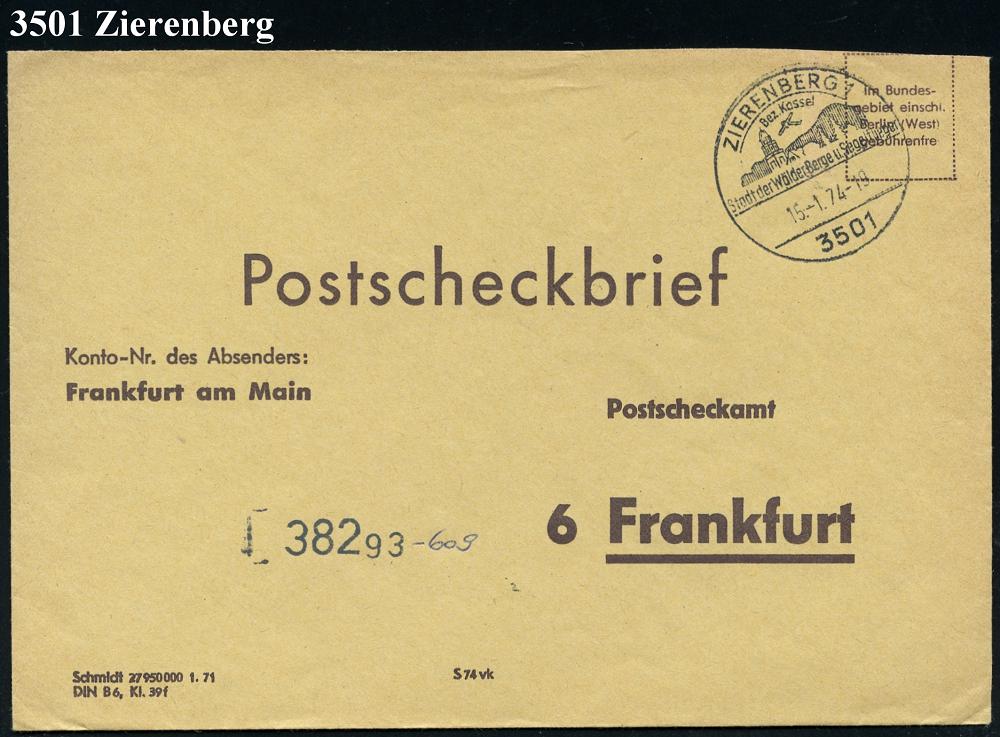 3501 Zierenberg
ZIERENBERG 1
Bez. Kassel
Stadt der Wälder Berge u. Segelflieger
15.-1.74-19
3501
Im Bundes-
gebiet einschl.
Berlin (West)
gebührenfrei
Postscheckbrief
Konto-Nr. des Absenders:
Frankfurt am Main
Postscheckamt
6 Frankfurt
38293-609
Schmidt 27950000 1.71
DIN B6, Kl. 39f
S74vk